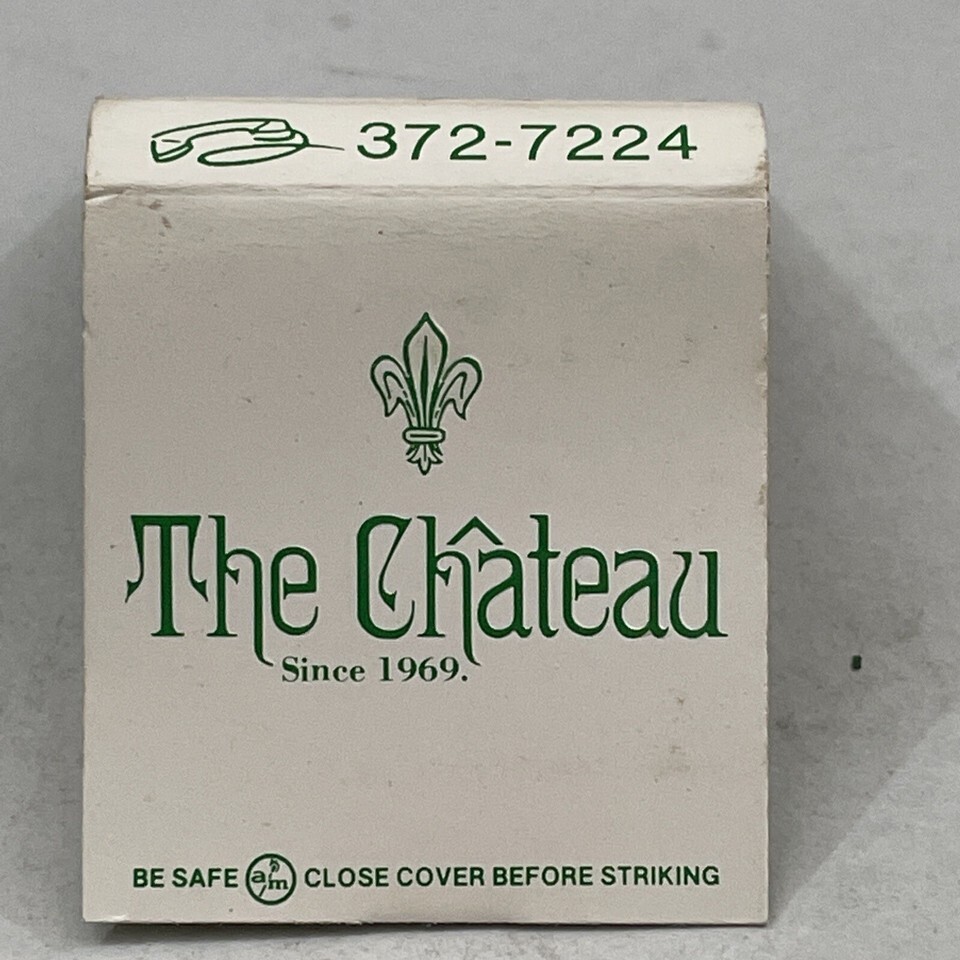 372-7224
The Château
Since 1969.
BE SAFE a/m CLOSE COVER BEFORE STRIKING